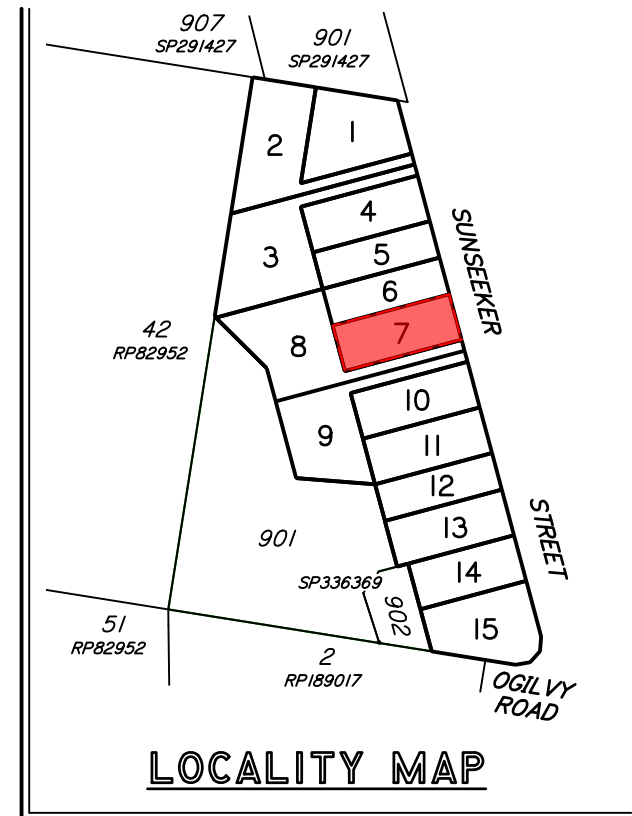 907
SP291427
901
SP291427
1
2
4
SUNSEEKER
5
3
6
42
RP82952
7
8
10
9
11
12
STREET
13
901
14
SP336369
902
15
51
RP82952
2
RP189017
OGILVY
ROAD
LOCALITY MAP